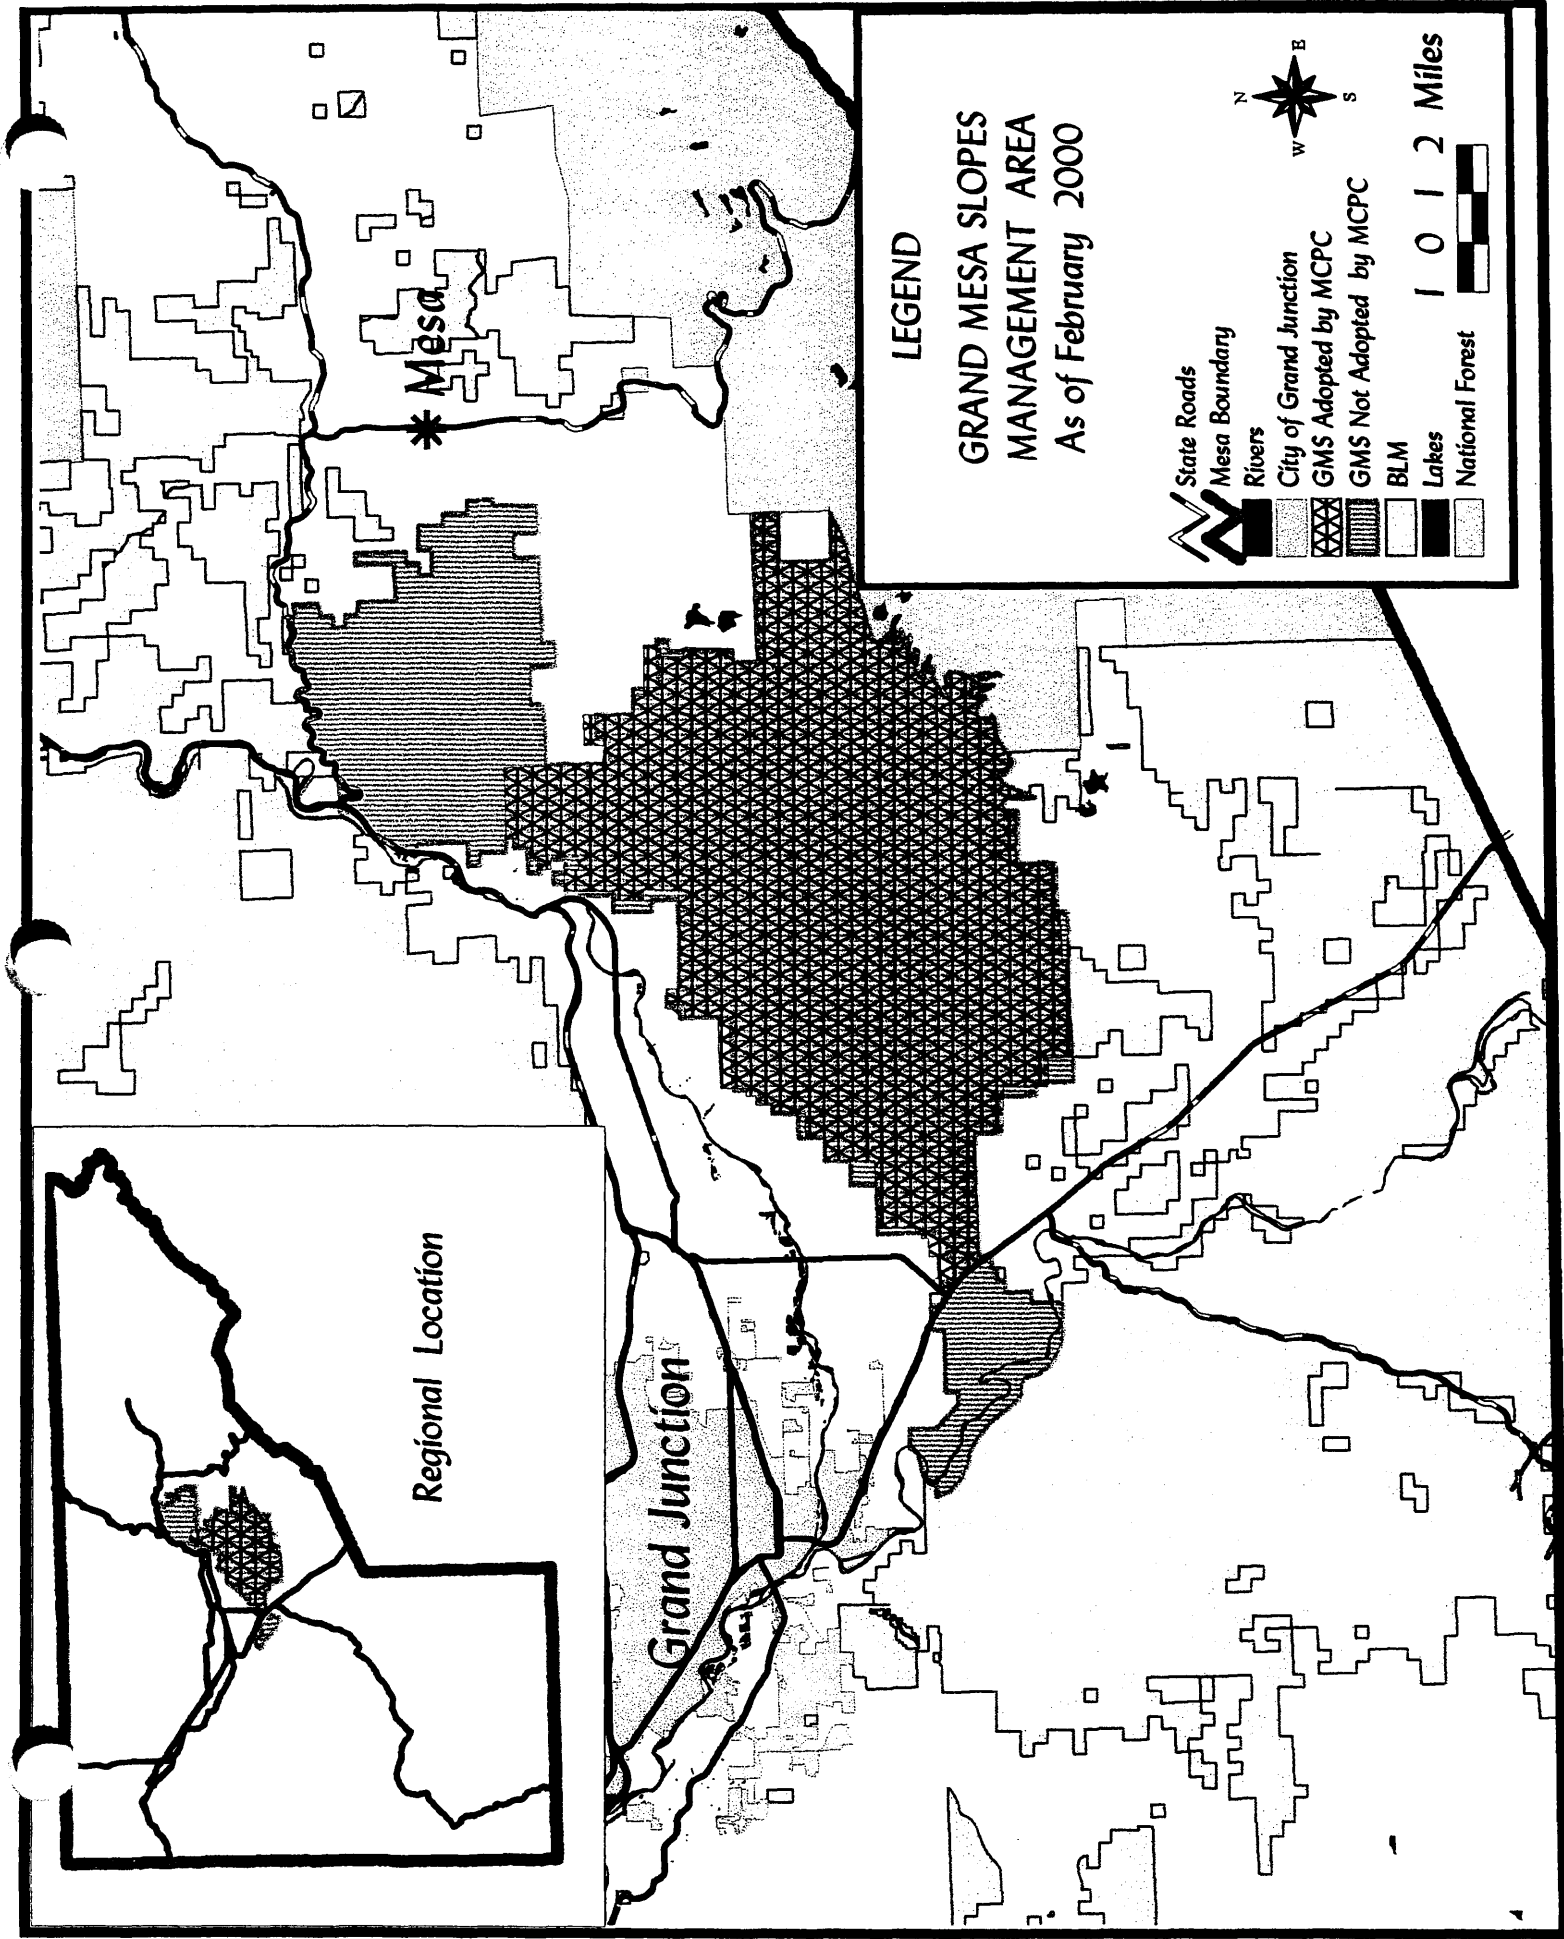 Regional Location
Grand Junction
Mesa
LEGEND
GRAND MESA SLOPES
MANAGEMENT AREA
As of February 2000
State Roads
Mesa Boundary
Rivers
City of Grand Junction
GMS Adopted by MCPC
GMS Not Adopted by MCPC
BLM
Lakes
National Forest
N
W
E
S
1 0 1 2 Miles